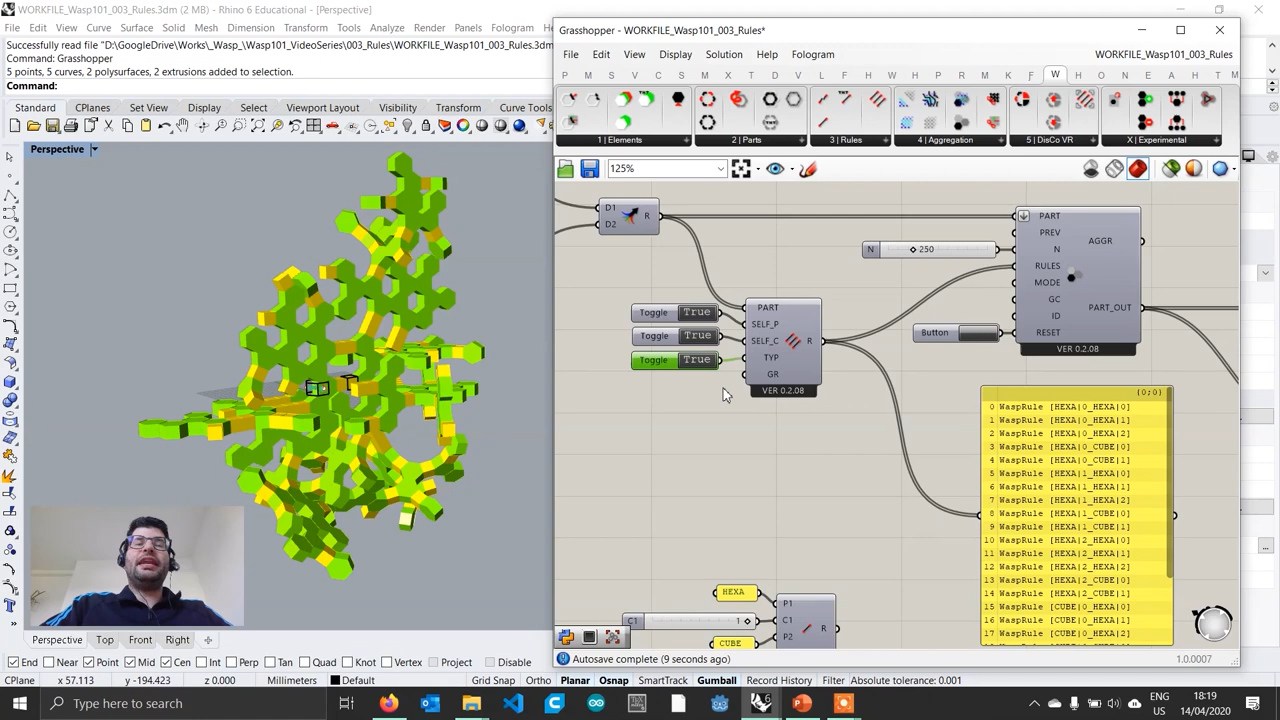 WORKFILE_Wasp101_003_Rules.3dm (2 MB) - Rhino 6 Educational - [Perspective]
File Edit View Curve Surface Solid Mesh Dimension Transform Tools Analyze Render Panels Fologram
Successfully read file "D:\GoogleDrive\Works\_Wasp_\Wasp101_VideoSeries\003_Rules\WORKFILE_Wasp101_003_Rules.3dm
Command: Grasshopper
5 points, 5 curves, 2 polysurfaces, 2 extrusions added to selection.
Command:
Standard CPlanes Set View Display Select Viewport Layout Visibility Transform Curve Tools
Perspective
Grasshopper - WORKFILE_Wasp101_003_Rules*
File Edit View Display Solution Help Fologram WORKFILE_Wasp101_003_Rules
P M S V C S M X T D V L F H W H K D P L R M K F W H O C N A E A H T W
1 | Elements 2 | Parts 3 | Rules 4 | Aggregation 5 | DisCo VR X | Experimental
125%
D1
D2
R
N 250
PART
PREV
N
RULES
MODE
GC
ID
RESET
AGGR
PART_OUT
VER 0.2.08
Toggle True
Toggle True
Toggle True
PART
SELF_P
SELF_C
TYP
GR
R
VER 0.2.08
Button
{0;0}
0 WaspRule [HEXA|0_HEXA|0]
1 WaspRule [HEXA|0_HEXA|1]
2 WaspRule [HEXA|0_HEXA|2]
3 WaspRule [HEXA|0_CUBE|0]
4 WaspRule [HEXA|0_CUBE|1]
5 WaspRule [HEXA|1_HEXA|0]
6 WaspRule [HEXA|1_HEXA|1]
7 WaspRule [HEXA|1_HEXA|2]
8 WaspRule [HEXA|1_CUBE|0]
9 WaspRule [HEXA|1_CUBE|1]
10 WaspRule [HEXA|2_HEXA|0]
11 WaspRule [HEXA|2_HEXA|1]
12 WaspRule [HEXA|2_HEXA|2]
13 WaspRule [HEXA|2_CUBE|0]
14 WaspRule [HEXA|2_CUBE|1]
15 WaspRule [CUBE|0_HEXA|0]
16 WaspRule [CUBE|0_HEXA|1]
17 WaspRule [CUBE|0_HEXA|2]
HEXA
C1 1
CUBE
P1
C1
P2
R
Autosave complete (9 seconds ago) 1.0.0007
Perspective Top Front Right
End Near Point Mid Cen Int Perp Tan Quad Knot Vertex Project Disable
CPlane x 57.113 y -194.423 z 0.000 Millimeters Default Grid Snap Ortho Planar Osnap SmartTrack Gumball Record History Filter Absolute tolerance: 0.001
Type here to search
ENG
18:19
14/04/2020